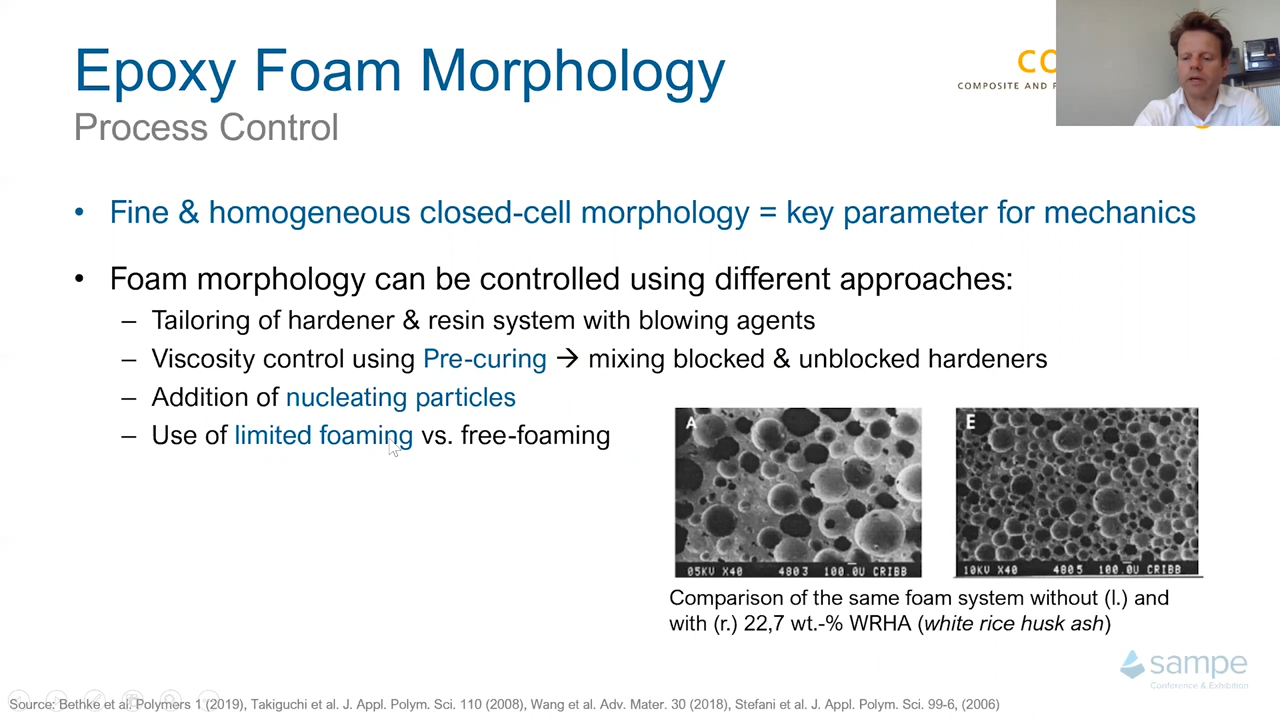 Epoxy Foam Morphology
Process Control
CO
COMPOSITE AND
• Fine & homogeneous closed-cell morphology = key parameter for mechanics
• Foam morphology can be controlled using different approaches:
– Tailoring of hardener & resin system with blowing agents
– Viscosity control using Pre-curing → mixing blocked & unblocked hardeners
– Addition of nucleating particles
– Use of limited foaming vs. free-foaming
A
05KV X40 4803 100.0U CRIBB
E
10KV X40 4805 100.0U CRIBB
Comparison of the same foam system without (l.) and
with (r.) 22,7 wt.-% WRHA (white rice husk ash)
sampe
Conference & Exhibition
Source: Bethke et al. Polymers 1 (2019), Takiguchi et al. J. Appl. Polym. Sci. 110 (2008), Wang et al. Adv. Mater. 30 (2018), Stefani et al. J. Appl. Polym. Sci. 99-6, (2006)